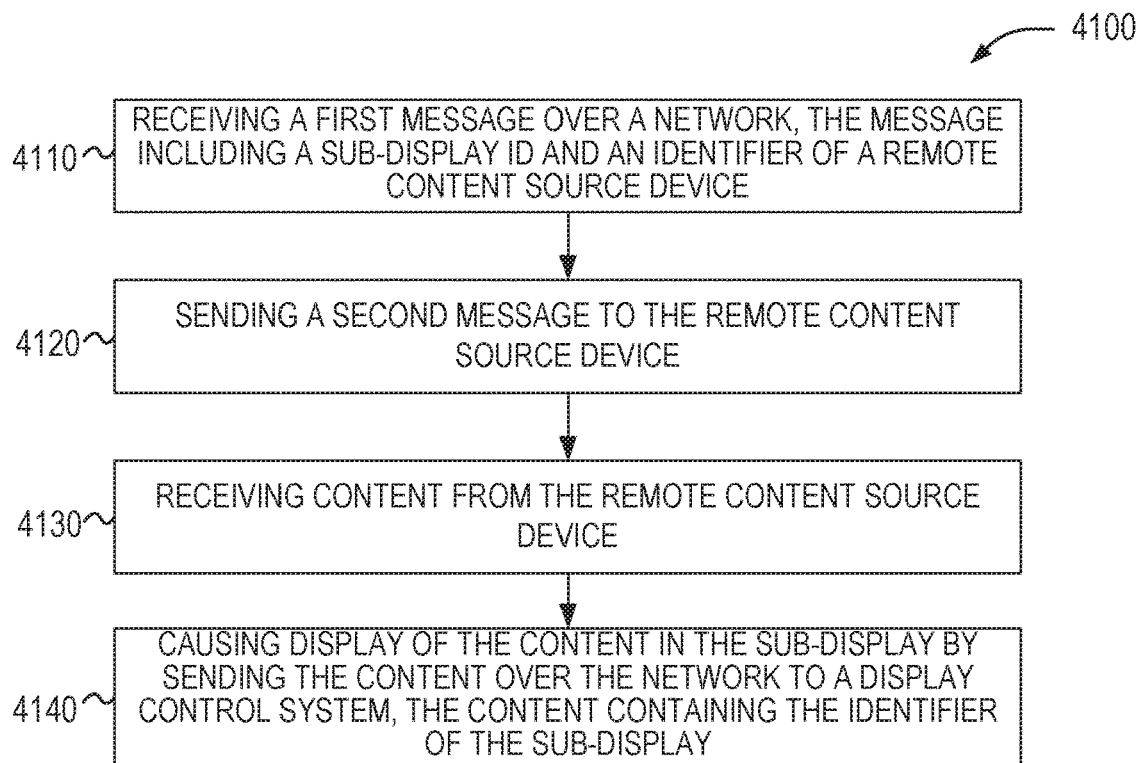 4100
RECEIVING A FIRST MESSAGE OVER A NETWORK, THE MESSAGE
4110 INCLUDING A SUB-DISPLAY ID AND AN IDENTIFIER OF A REMOTE
CONTENT SOURCE DEVICE
SENDING A SECOND MESSAGE TO THE REMOTE CONTENT
4120 SOURCE DEVICE
RECEIVING CONTENT FROM THE REMOTE CONTENT SOURCE
4130 DEVICE
CAUSING DISPLAY OF THE CONTENT IN THE SUB-DISPLAY BY
SENDING THE CONTENT OVER THE NETWORK TO A DISPLAY
4140 CONTROL SYSTEM, THE CONTENT CONTAINING THE IDENTIFIER
OF THE SUB-DISPLAY